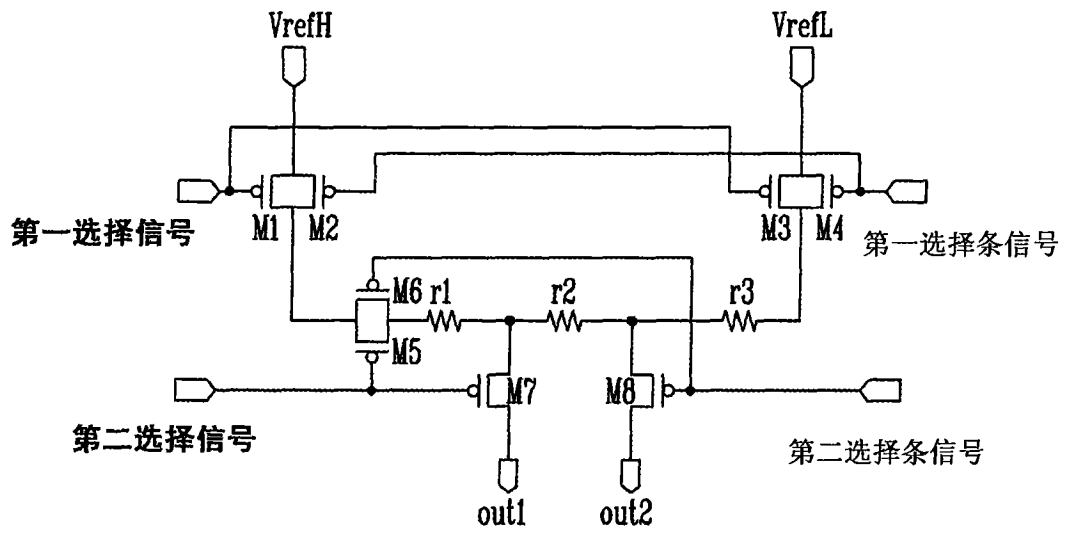 VrefH
VrefL
M1
M2
M3
M4
第一选择信号
第一选择条信号
M6
r1
r2
r3
M5
M7
M8
第二选择信号
第二选择条信号
out1
out2